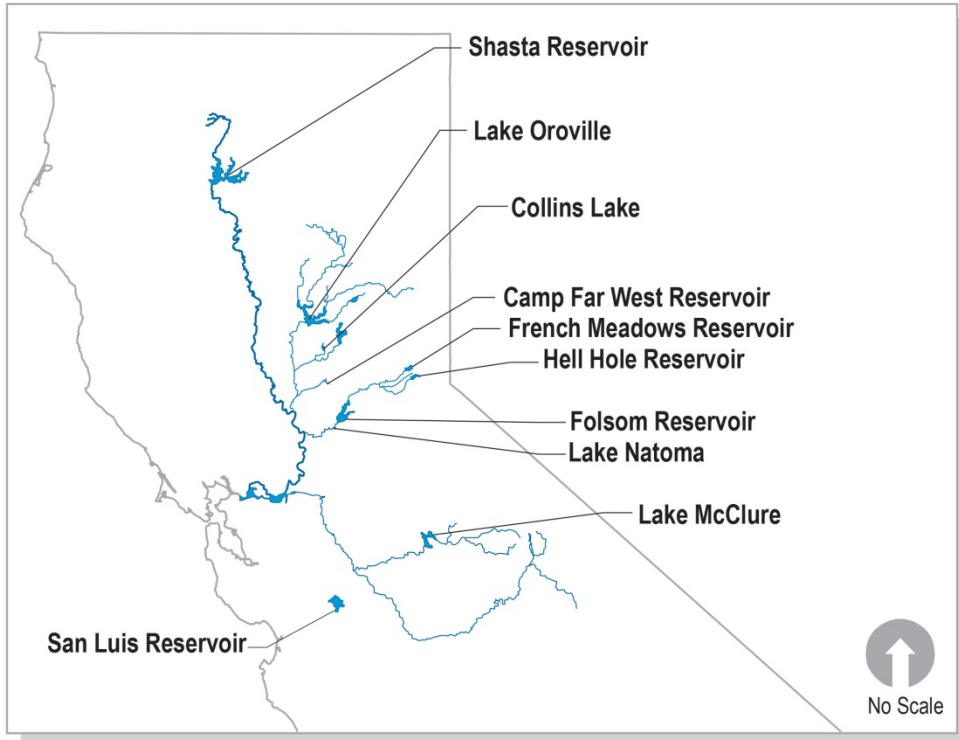 Shasta Reservoir
Lake Oroville
Collins Lake
Camp Far West Reservoir
French Meadows Reservoir
Hell Hole Reservoir
Folsom Reservoir
Lake Natoma
Lake McClure
San Luis Reservoir
No Scale